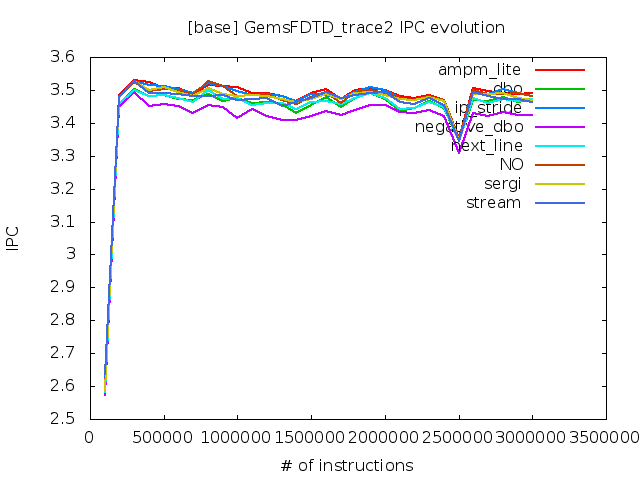 [base] GemsFDTD_trace2 IPC evolution
3.6
3.5
3.4
3.3
3.2
3.1
3
2.9
2.8
2.7
2.6
2.5
IPC
ampm_lite
dbo
ip_stride
negative_dbo
next_line
NO
sergi
stream
0 500000 1000000 1500000 2000000 2500000 3000000 3500000
# of instructions